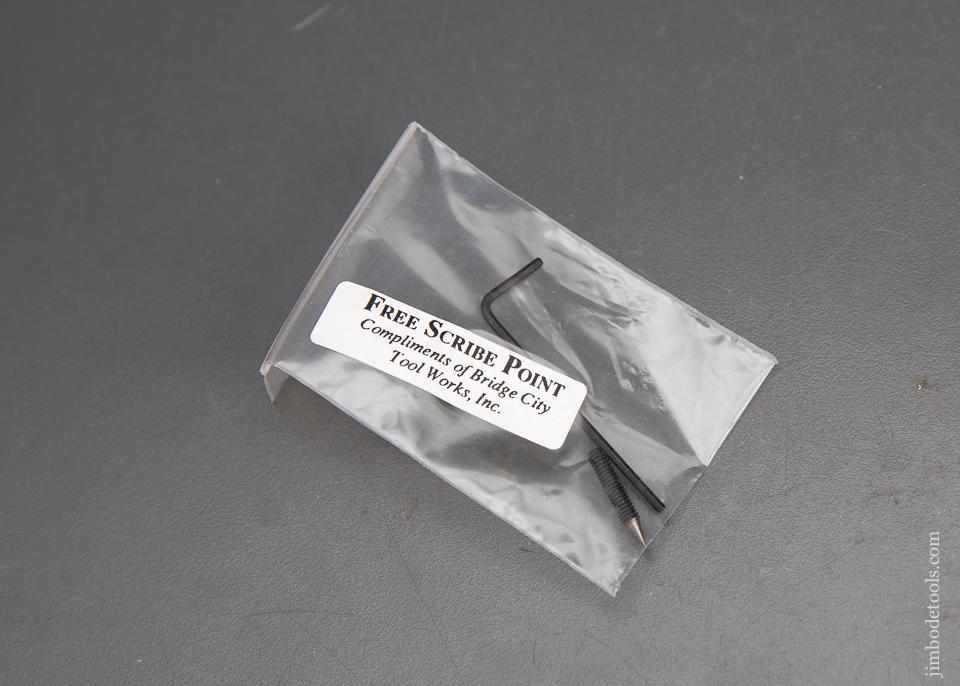 FREE SCRIBE POINT
Compliments of Bridge City
Tool Works, Inc.
jimbodetools.com